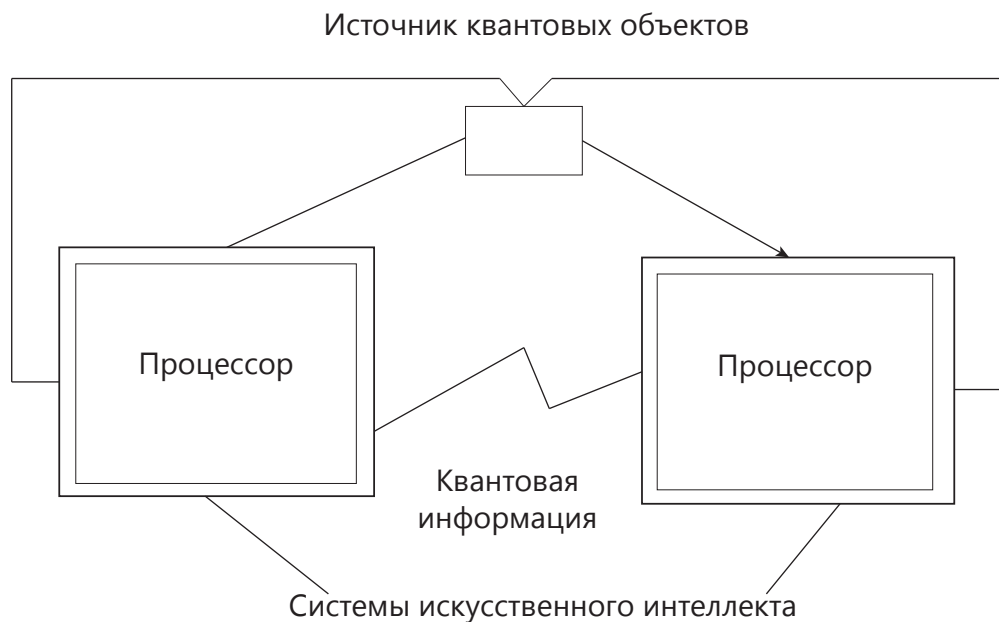 Источник квантовых объектов
Процессор
Процессор
Квантовая
информация
Системы искусственного интеллекта